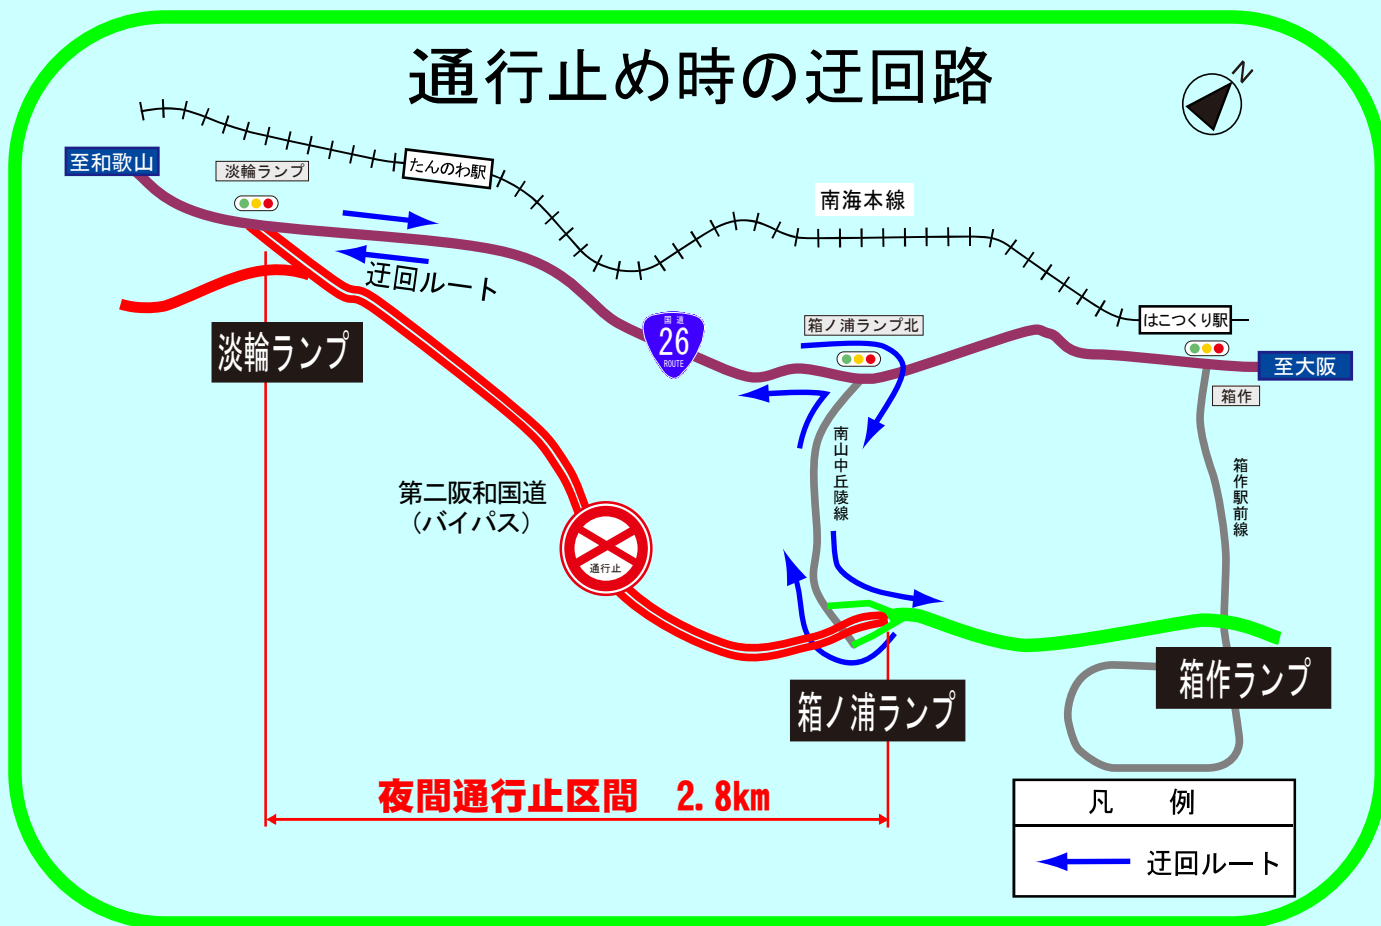 通行止め時の迂回路
N
至和歌山
淡輪ランプ
たんのわ駅
南海本線
迂回ルート
淡輪ランプ
国道
26
ROUTE
箱ノ浦ランプ北
はこつくり駅
至大阪
箱作
南山中丘陵線
箱作駅前線
第二阪和国道
（バイパス）
通行止
箱ノ浦ランプ
箱作ランプ
夜間通行止区間　2.8km
凡　例
迂回ルート